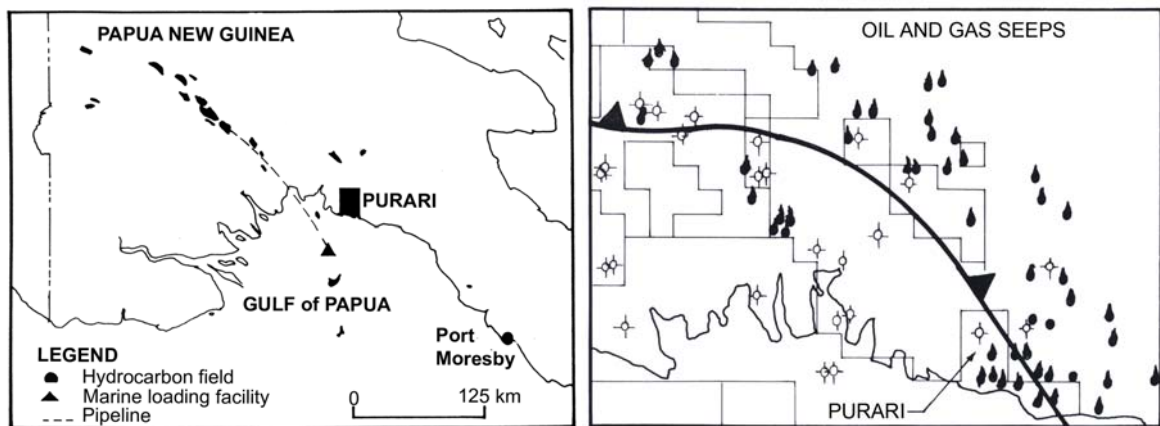 PAPUA NEW GUINEA
PURARI
GULF of PAPUA
Port
Moresby
LEGEND
Hydrocarbon field
Marine loading facility
Pipeline
0 125 km
OIL AND GAS SEEPS
PURARI